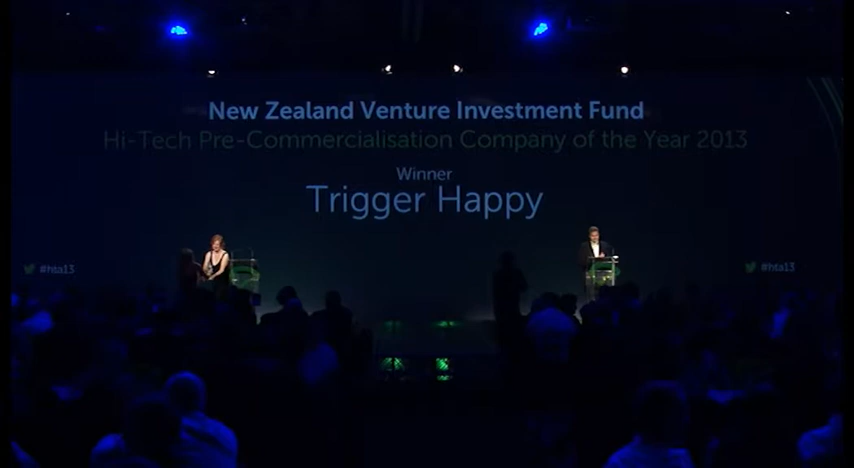 New Zealand Venture Investment Fund
Hi-Tech Pre-Commercialisation Company of the Year 2013
Winner
Trigger Happy
#hta13
#hta13